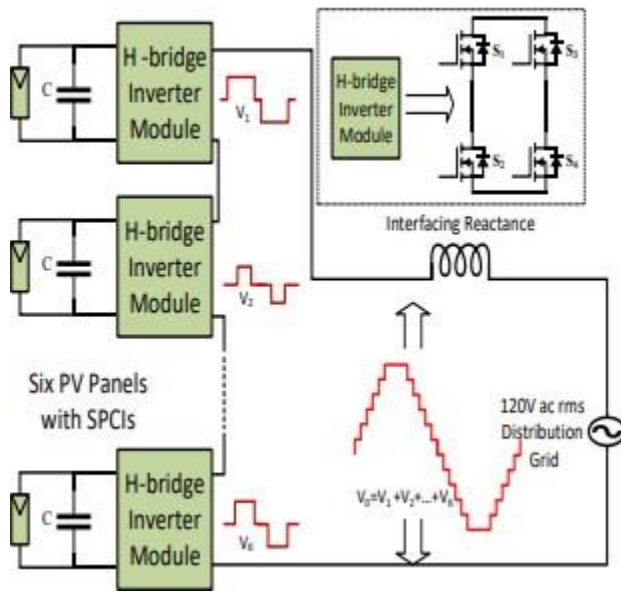 C
H -bridge
Inverter
Module
V1
H-bridge
Inverter
Module
S1
S3
S2
S4
Interfacing Reactance
C
H-bridge
Inverter
Module
V2
Six PV Panels
with SPCIs
120V ac rms
Distribution
Grid
V0=V1+V2+...+V6
C
H-bridge
Inverter
Module
V6